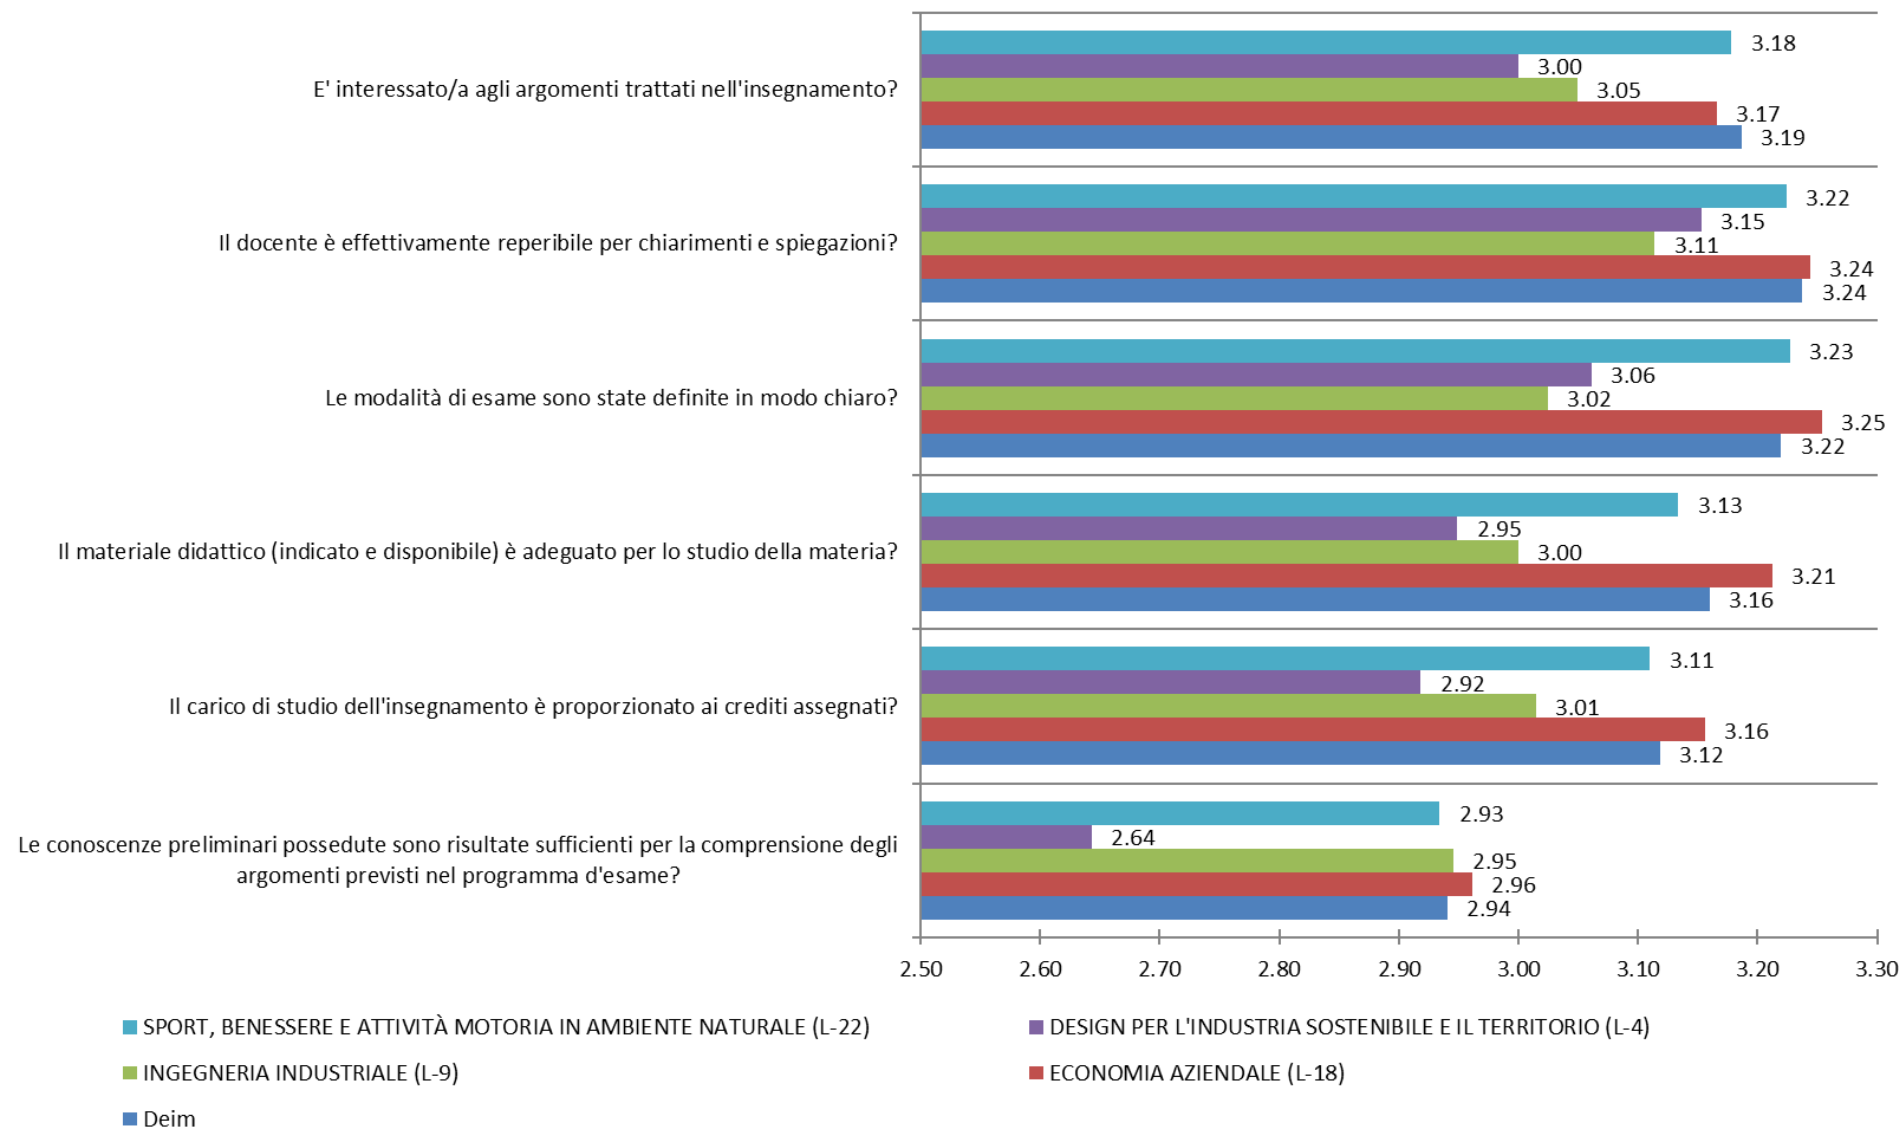 3.18
3.00
E' interessato/a agli argomenti trattati nell'insegnamento?
3.05
3.17
3.19
3.22
3.15
Il docente è effettivamente reperibile per chiarimenti e spiegazioni?
3.11
3.24
3.24
3.23
3.06
Le modalità di esame sono state definite in modo chiaro?
3.02
3.25
3.22
3.13
2.95
Il materiale didattico (indicato e disponibile) è adeguato per lo studio della materia?
3.00
3.21
3.16
3.11
2.92
Il carico di studio dell'insegnamento è proporzionato ai crediti assegnati?
3.01
3.16
3.12
2.93
2.64
Le conoscenze preliminari possedute sono risultate sufficienti per la comprensione degli
argomenti previsti nel programma d'esame?
2.95
2.96
2.94
2.50 2.60 2.70 2.80 2.90 3.00 3.10 3.20 3.30
SPORT, BENESSERE E ATTIVITÀ MOTORIA IN AMBIENTE NATURALE (L-22)
DESIGN PER L'INDUSTRIA SOSTENIBILE E IL TERRITORIO (L-4)
INGEGNERIA INDUSTRIALE (L-9)
ECONOMIA AZIENDALE (L-18)
Deim